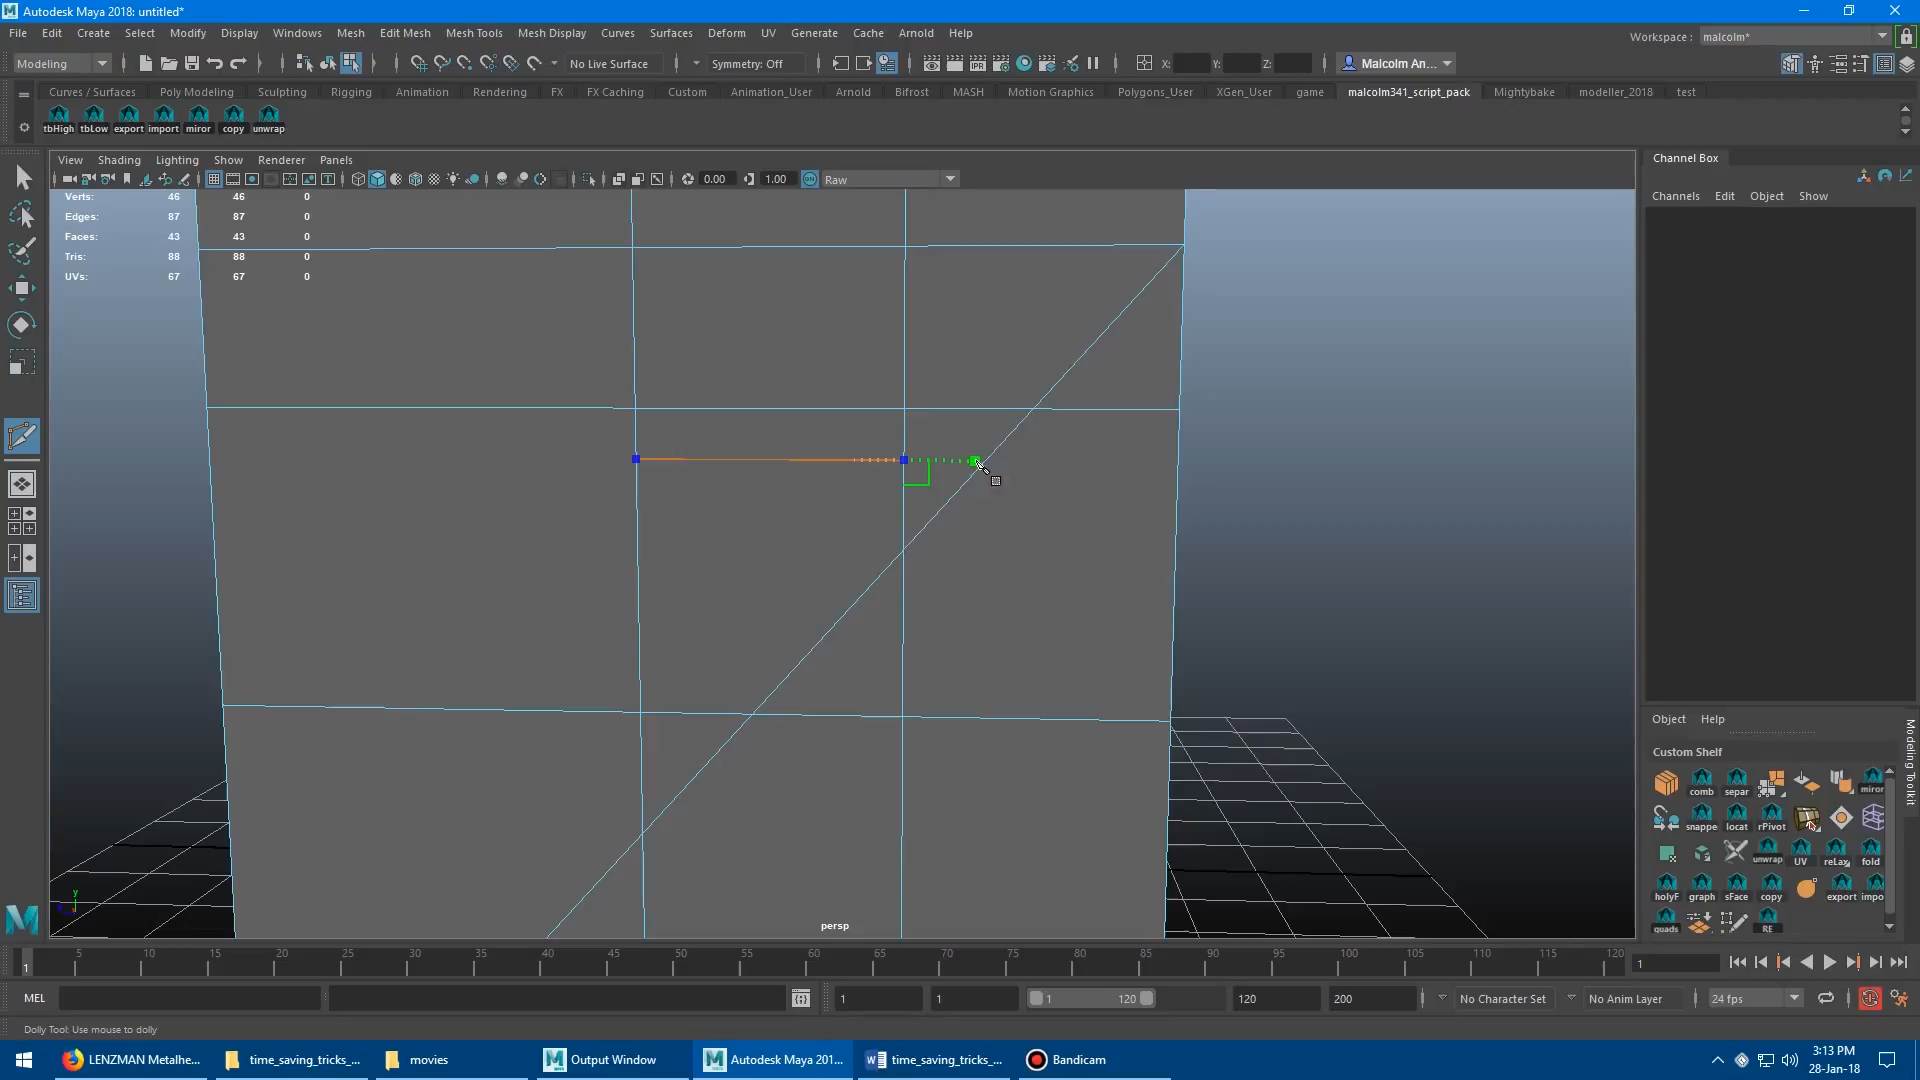 Autodesk Maya 2018: untitled*
File Edit Create Select Modify Display Windows Mesh Edit Mesh Mesh Tools Mesh Display Curves Surfaces Deform UV Generate Cache Arnold Help
Workspace : malcolm*
Modeling No Live Surface Symmetry: Off X: Y: Z: Malcolm An...
Curves / Surfaces Poly Modeling Sculpting Rigging Animation Rendering FX FX Caching Custom Animation_User Arnold Bifrost MASH Motion Graphics Polygons_User XGen_User game malcolm341_script_pack Mightybake modeller_2018 test
tbHigh tbLow export import miror copy unwrap
View Shading Lighting Show Renderer Panels
0.00 1.00 Raw
Verts: 46 46 0
Edges: 87 87 0
Faces: 43 43 0
Tris: 88 88 0
UVs: 67 67 0
persp
y
Channel Box
Channels Edit Object Show
Modeling Toolkit
Object Help
Custom Shelf
comb separ miror
snappe locat rPivot
unwrap UV reLax fold
holyF graph sFace copy export impo
quads RE
1 5 10 15 20 25 30 35 40 45 50 55 60 65 70 75 80 85 90 95 100 105 110 115 120 1
MEL 1 1 1 120 120 200 No Character Set No Anim Layer 24 fps
Dolly Tool: Use mouse to dolly
LENZMAN Metalhe... time_saving_tricks_... movies Output Window Autodesk Maya 201... time_saving_tricks_... Bandicam
3:13 PM
28-Jan-18